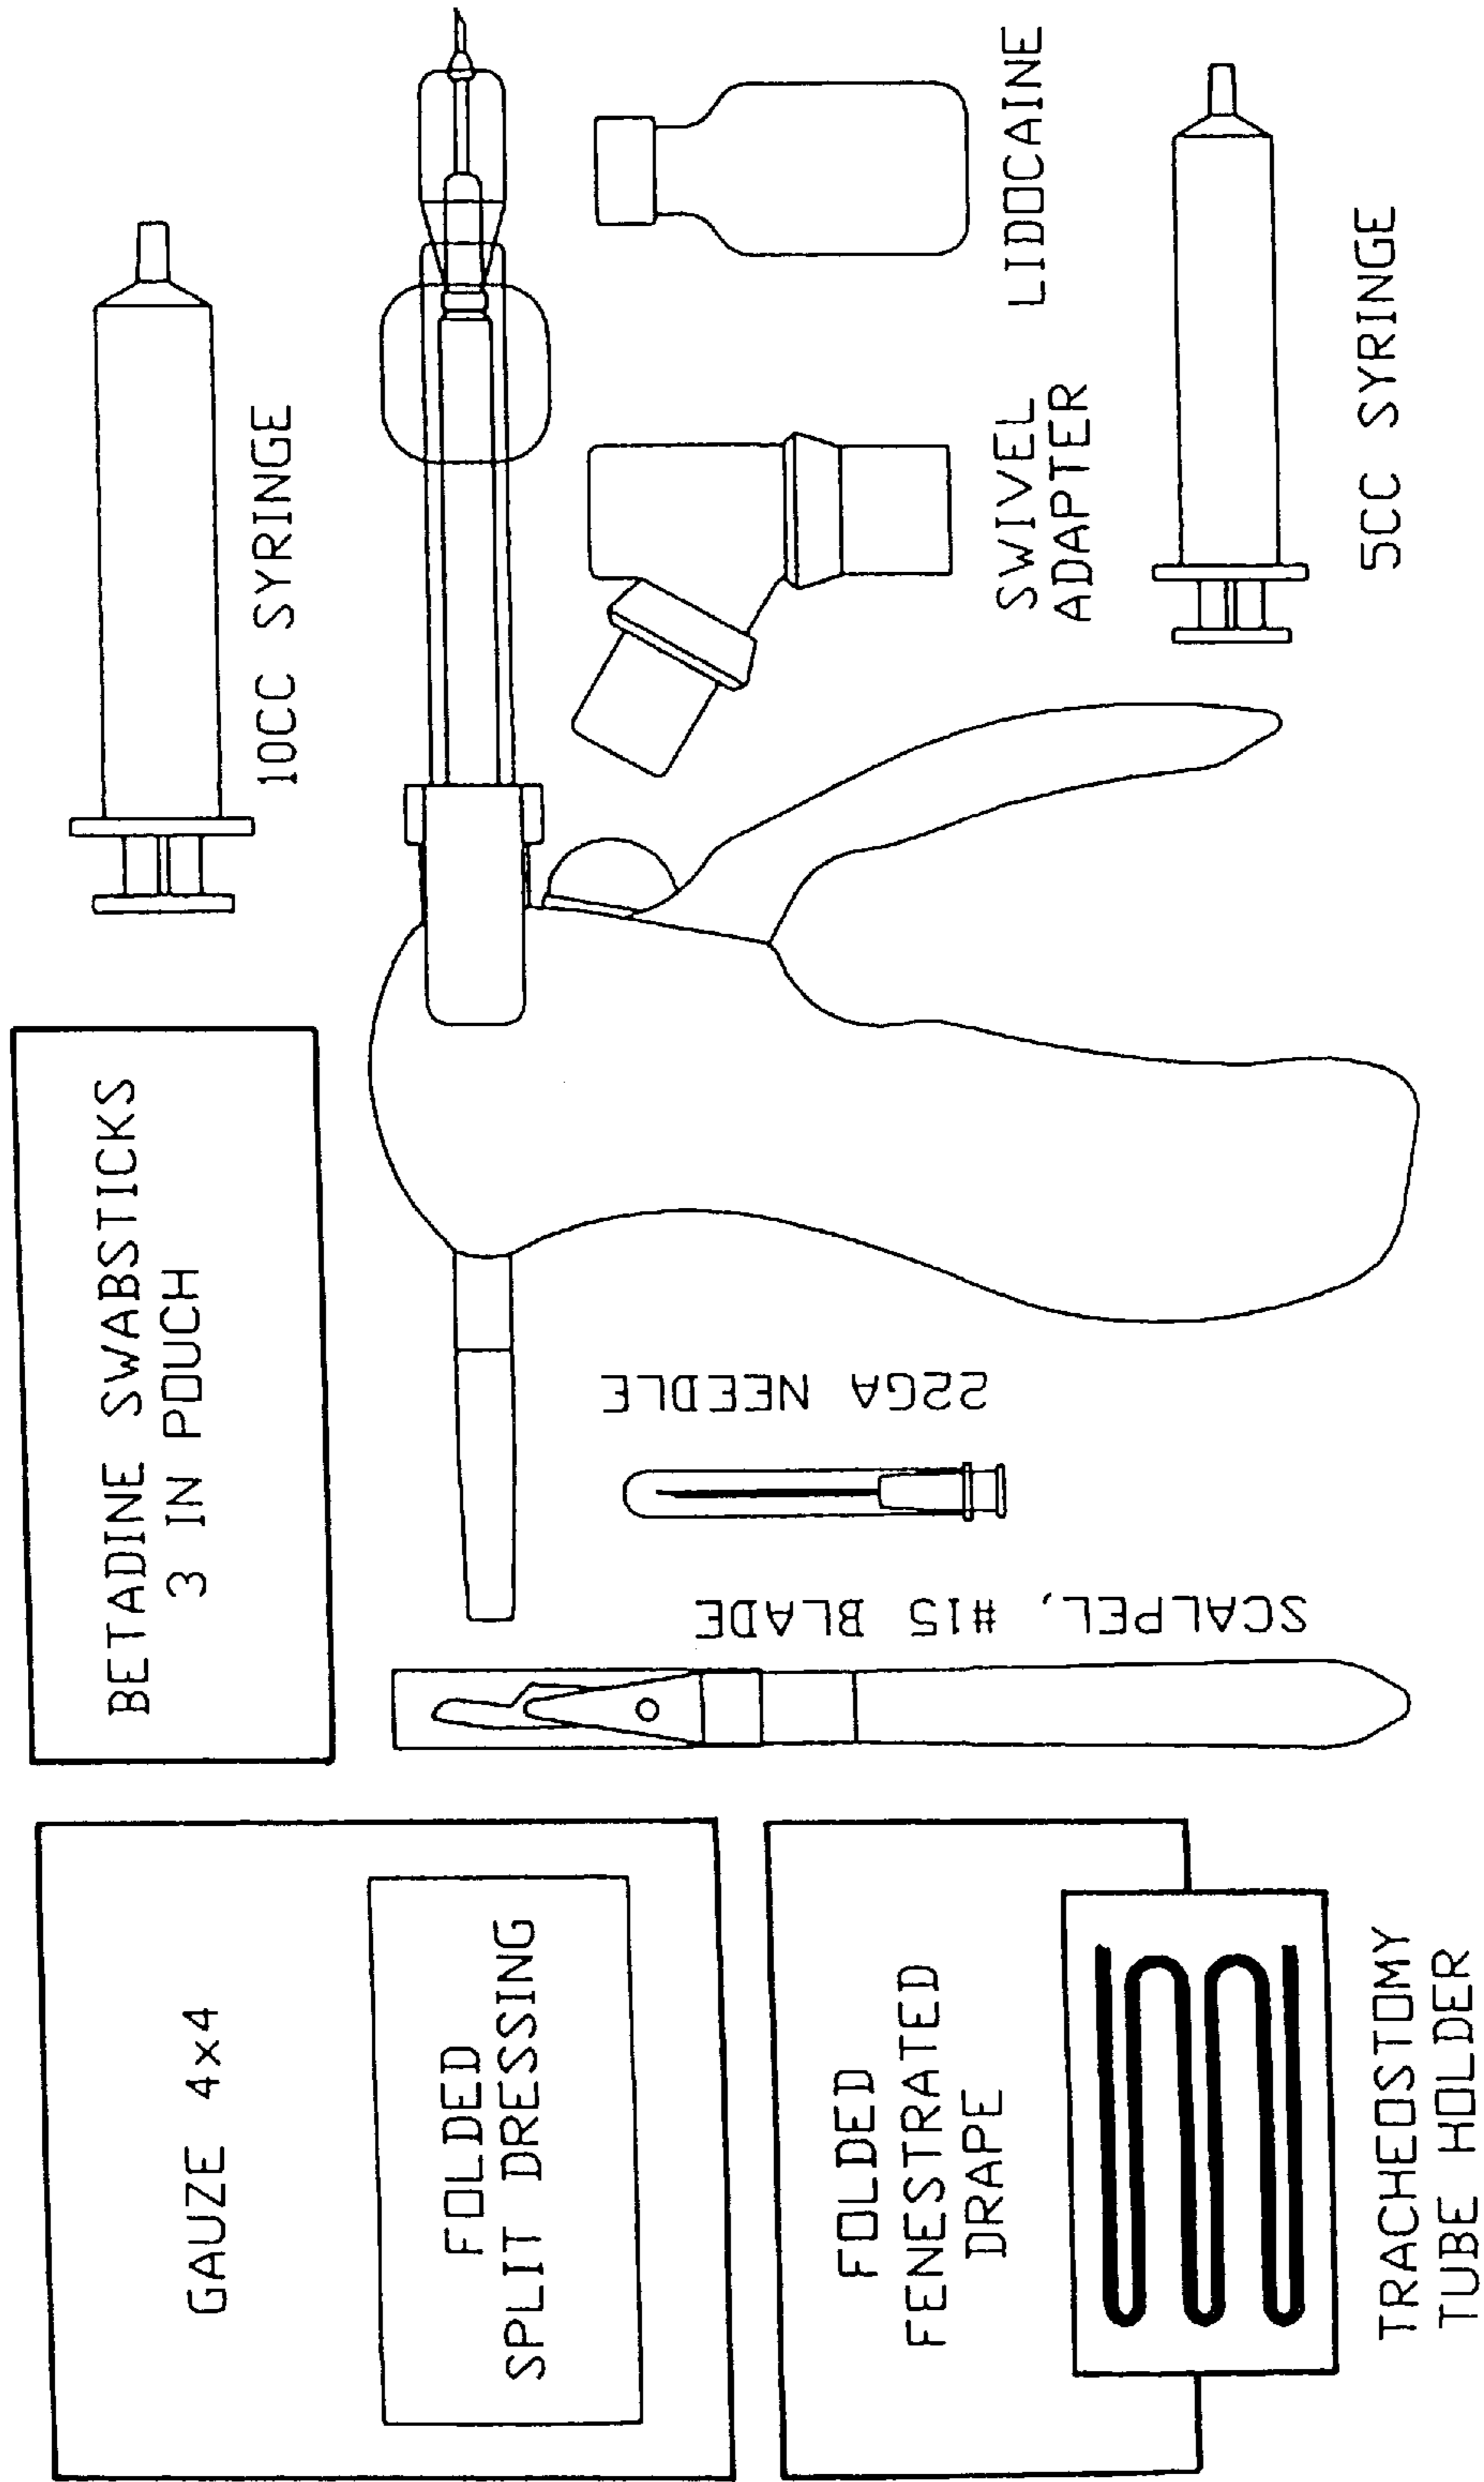 GAUZE 4x4
FOLDED
SPLIT DRESSING
BETADINE SWABSTICKS
3 IN POUCH
10CC SYRINGE
FOLDED
FENESTRATED
DRAPE
TRACHEOSTOMY
TUBE HOLDER
SCALPEL, #15 BLADE
22GA NEEDLE
SWIVEL
ADAPTER
LIDOCAINE
5CC SYRINGE